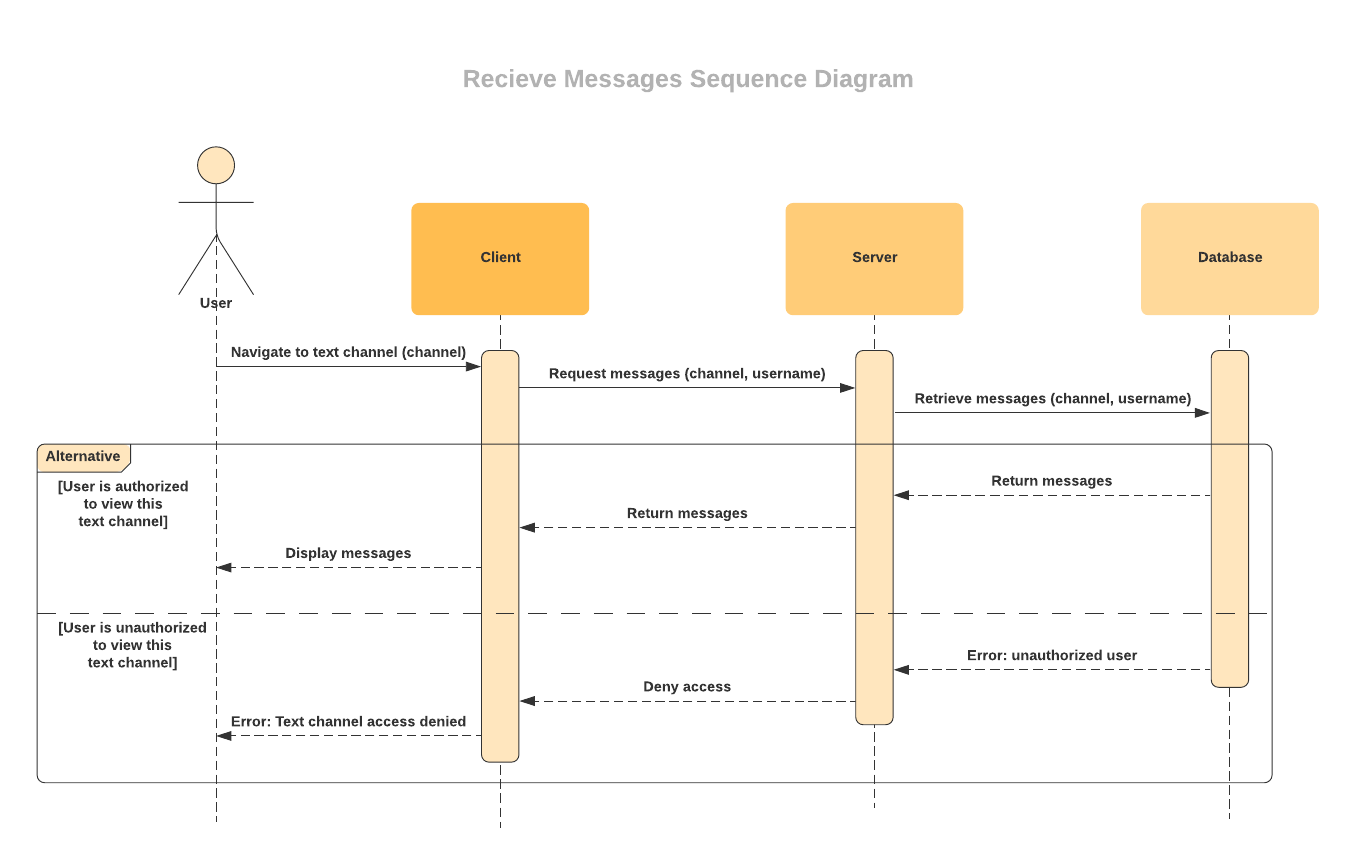 Recieve Messages Sequence Diagram
User
Client
Server
Database
Navigate to text channel (channel)
Request messages (channel, username)
Retrieve messages (channel, username)
Alternative
[User is authorized
to view this
text channel]
Return messages
Return messages
Display messages
[User is unauthorized
to view this
text channel]
Error: unauthorized user
Deny access
Error: Text channel access denied